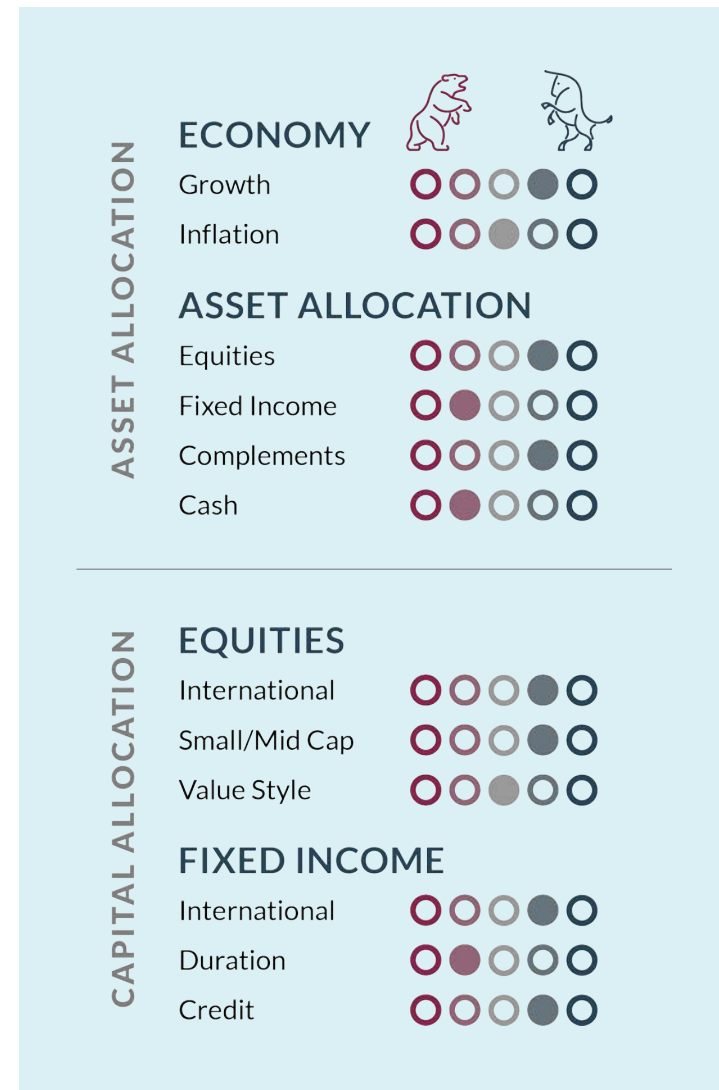 ASSET ALLOCATION
ECONOMY
Growth
Inflation
ASSET ALLOCATION
Equities
Fixed Income
Complements
Cash
CAPITAL ALLOCATION
EQUITIES
International
Small/Mid Cap
Value Style
FIXED INCOME
International
Duration
Credit